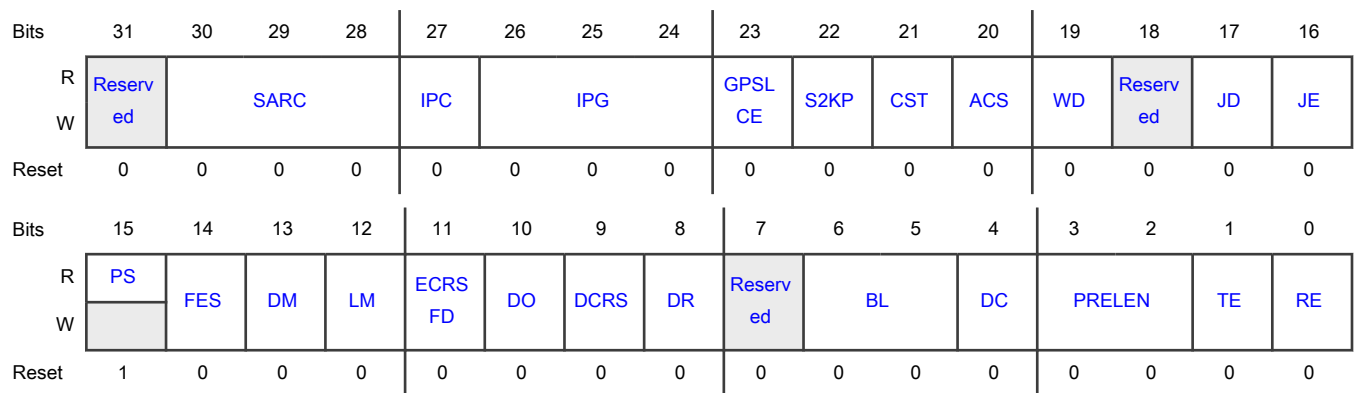 Bits 31 30 29 28 27 26 25 24 23 22 21 20 19 18 17 16
R Reserv SARC IPC IPG GPSL S2KP CST ACS WD Reserv JD JE
W ed CE ed
Reset 0 0 0 0 0 0 0 0 0 0 0 0 0 0 0 0
Bits 15 14 13 12 11 10 9 8 7 6 5 4 3 2 1 0
R PS FES DM LM ECRS DO DCRS DR Reserv BL DC PRELEN TE RE
W FD ed
Reset 1 0 0 0 0 0 0 0 0 0 0 0 0 0 0 0